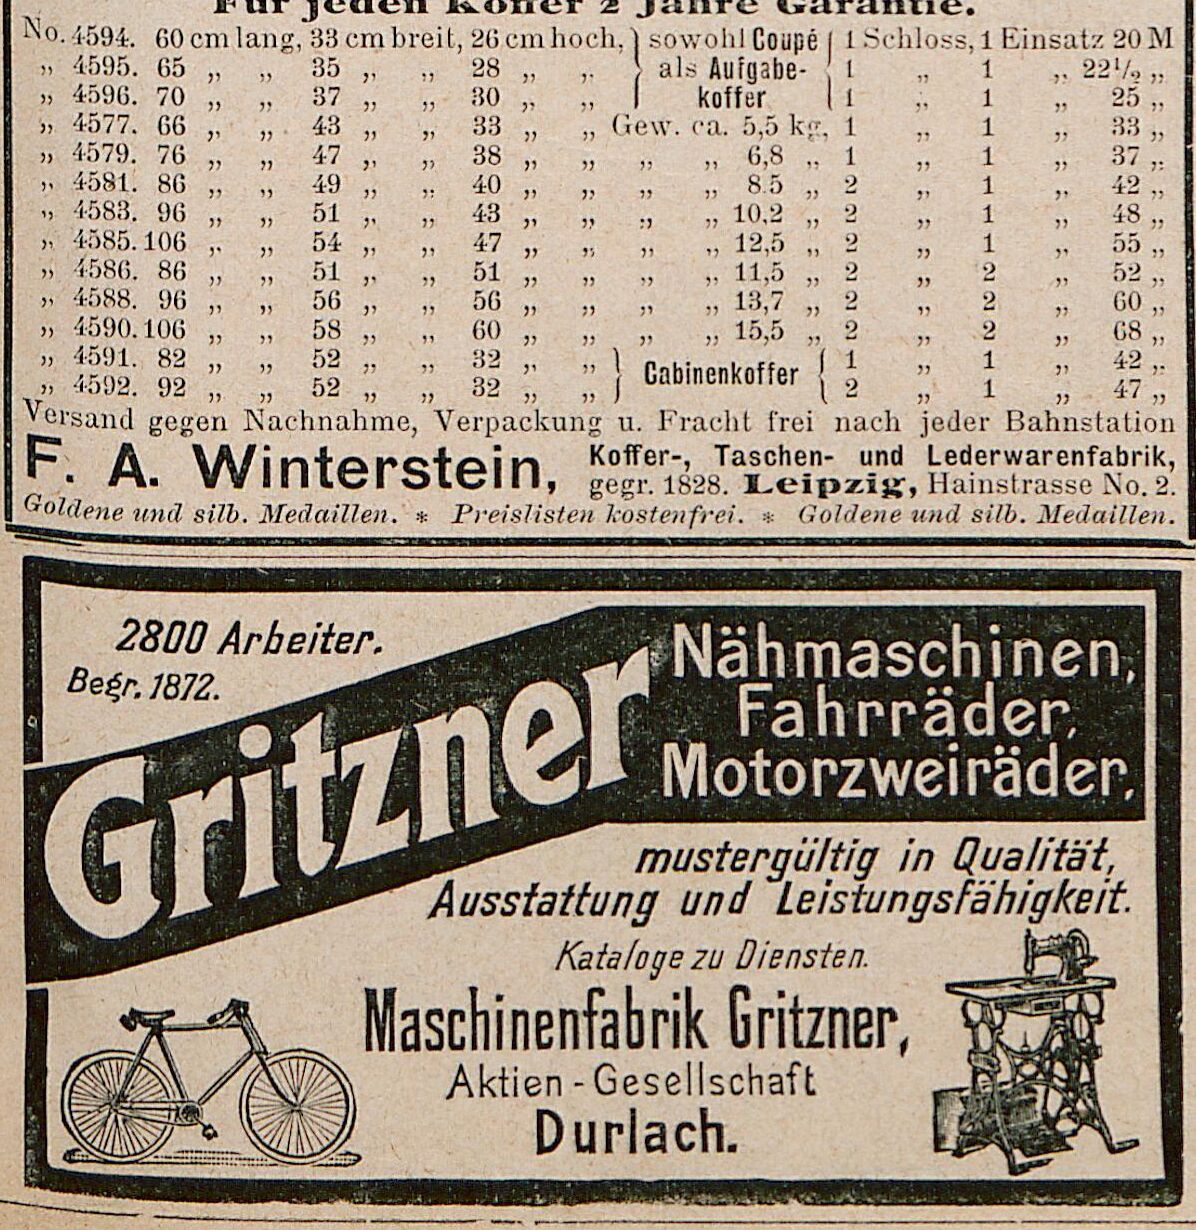 Für jeden Koffer 2 Jahre Garantie.
No. 4594. 60 cm lang, 33 cm breit, 26 cm hoch, sowohl Coupé 1 Schloss, 1 Einsatz 20 M
„ 4595. 65 „ „ 35 „ „ 28 „ „ als Aufgabe- 1 „ 1 „ 22½ „
„ 4596. 70 „ „ 37 „ „ 30 „ „ koffer 1 „ 1 „ 25 „
„ 4577. 66 „ „ 43 „ „ 33 „ „ Gew. ca. 5,5 kg, 1 „ 1 „ 33 „
„ 4579. 76 „ „ 47 „ „ 38 „ „ „ „ 6,8 „ 1 „ 1 „ 37 „
„ 4581. 86 „ „ 49 „ „ 40 „ „ „ „ 8.5 „ 2 „ 1 „ 42 „
„ 4583. 96 „ „ 51 „ „ 43 „ „ „ „ 10,2 „ 2 „ 1 „ 48 „
„ 4585. 106 „ „ 54 „ „ 47 „ „ „ „ 12,5 „ 2 „ 1 „ 55 „
„ 4586. 86 „ „ 51 „ „ 51 „ „ „ „ 11,5 „ 2 „ 2 „ 52 „
„ 4588. 96 „ „ 56 „ „ 56 „ „ „ „ 13,7 „ 2 „ 2 „ 60 „
„ 4590. 106 „ „ 58 „ „ 60 „ „ „ „ 15,5 „ 2 „ 2 „ 68 „
„ 4591. 82 „ „ 52 „ „ 32 „ „ Cabinenkoffer 1 „ 1 „ 42 „
„ 4592. 92 „ „ 52 „ „ 32 „ „ 2 „ 1 „ 47 „
Versand gegen Nachnahme, Verpackung u. Fracht frei nach jeder Bahnstation
F. A. Winterstein, Koffer-, Taschen- und Lederwarenfabrik,
gegr. 1828. Leipzig, Hainstrasse No. 2.
Goldene und silb. Medaillen. * Preislisten kostenfrei. * Goldene und silb. Medaillen.
2800 Arbeiter.
Begr. 1872.
Gritzner
Nähmaschinen,
Fahrräder,
Motorzweiräder,
mustergültig in Qualität,
Ausstattung und Leistungsfähigkeit.
Kataloge zu Diensten.
Maschinenfabrik Gritzner,
Aktien-Gesellschaft
Durlach.